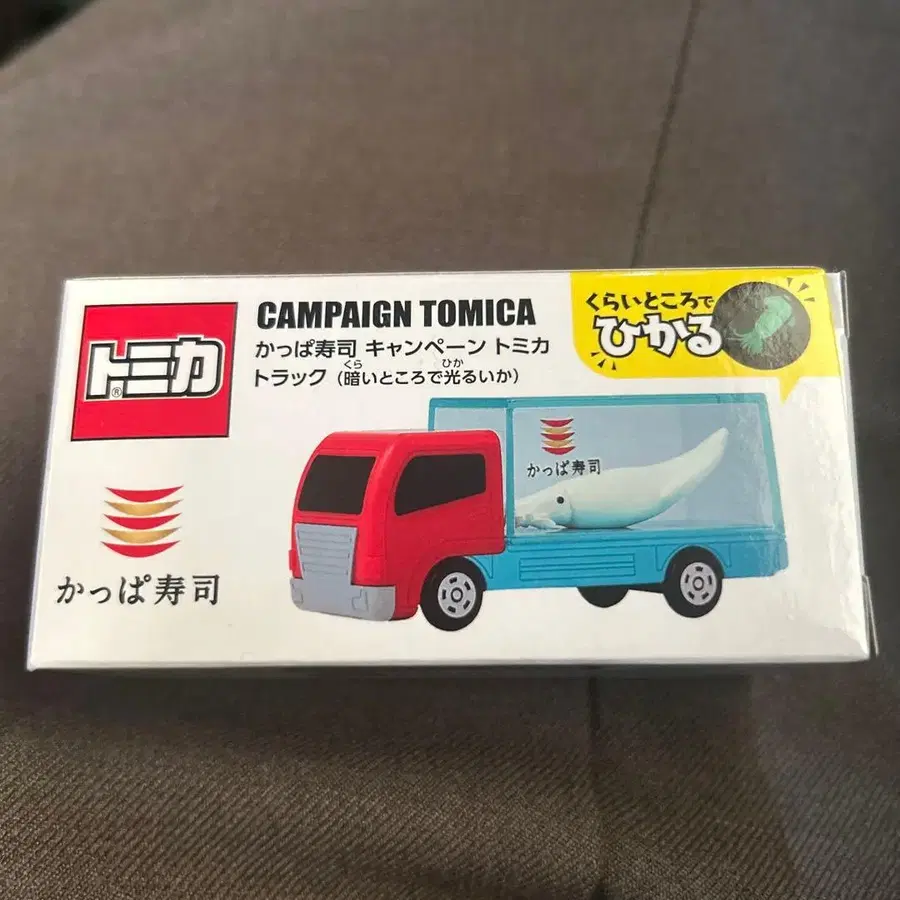 トミカ
®
CAMPAIGN TOMICA
かっぱ寿司 キャンペーン トミカ
くら ひか
トラック (暗いところで光るいか)
くらいところで
ひかる
かっぱ寿司
かっぱ寿司